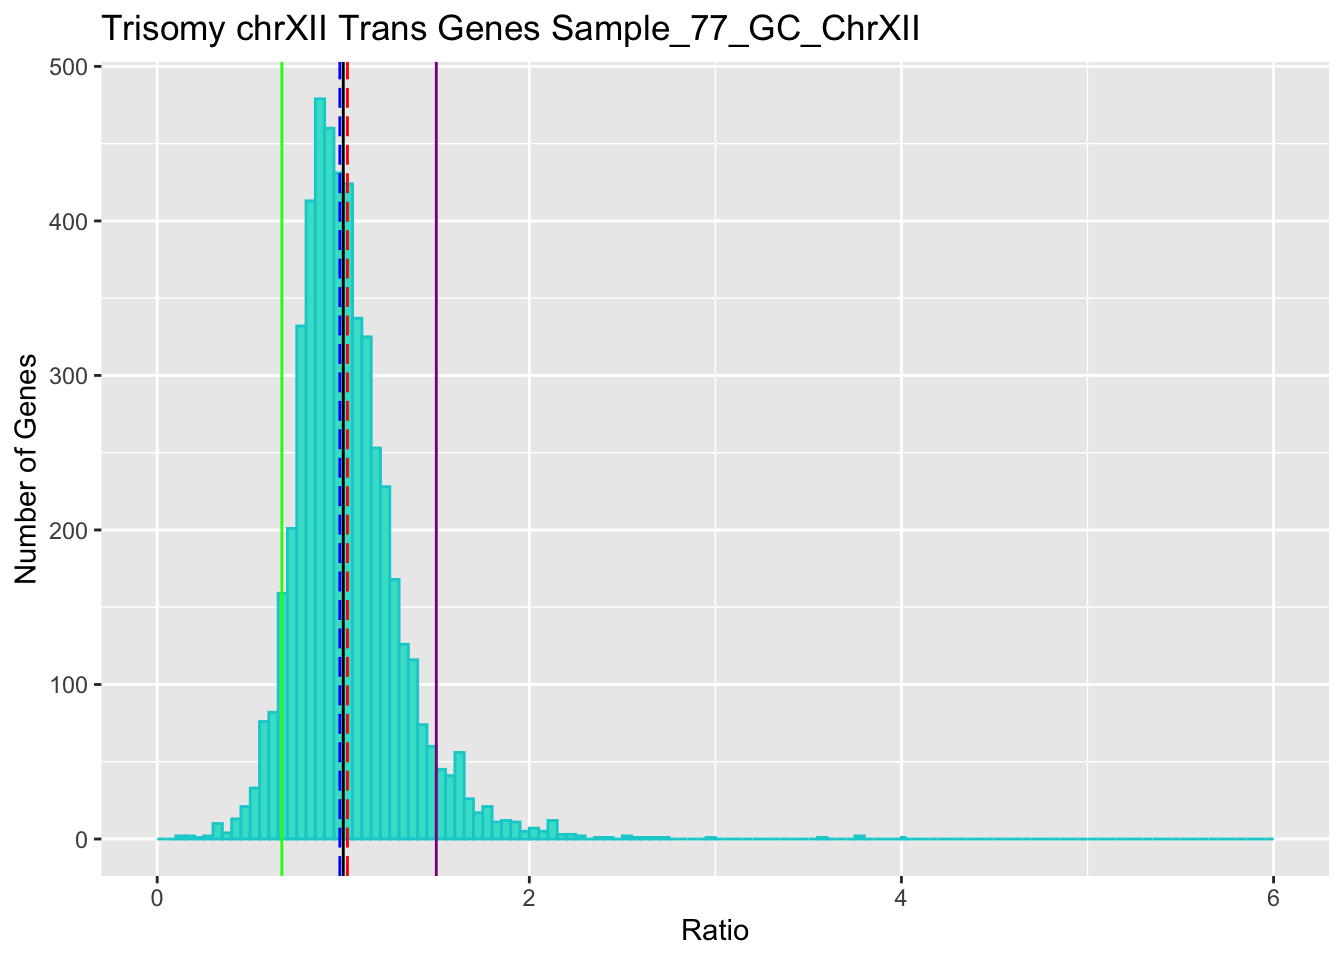 Trisomy chrXII Trans Genes Sample_77_GC_ChrXII
500
400
300
200
100
0
Number of Genes
0 2 4 6
Ratio